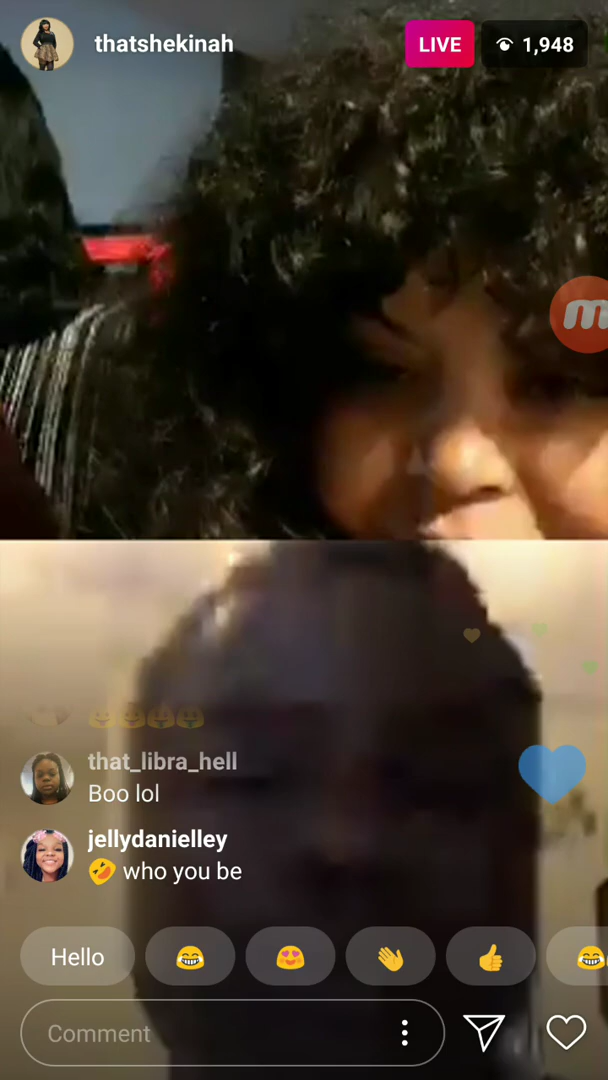 thatshekinah
LIVE
1,948
m
that_libra_hell
Boo lol
jellydanielley
🤣 who you be
Hello
Comment